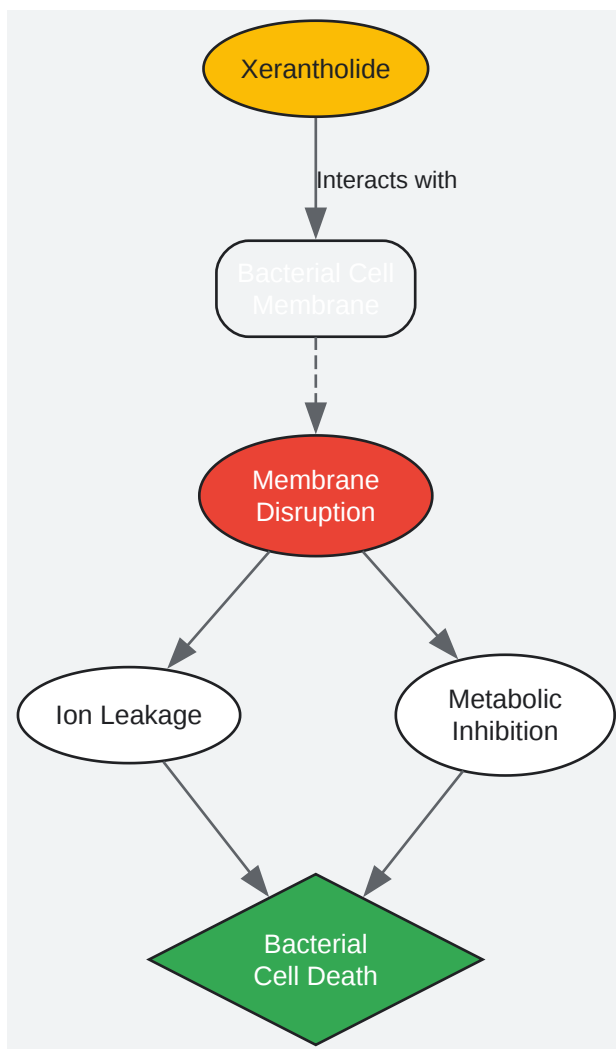 Xerantholide
Interacts with
Bacterial Cell
Membrane
Membrane
Disruption
Ion Leakage
Metabolic
Inhibition
Bacterial
Cell Death